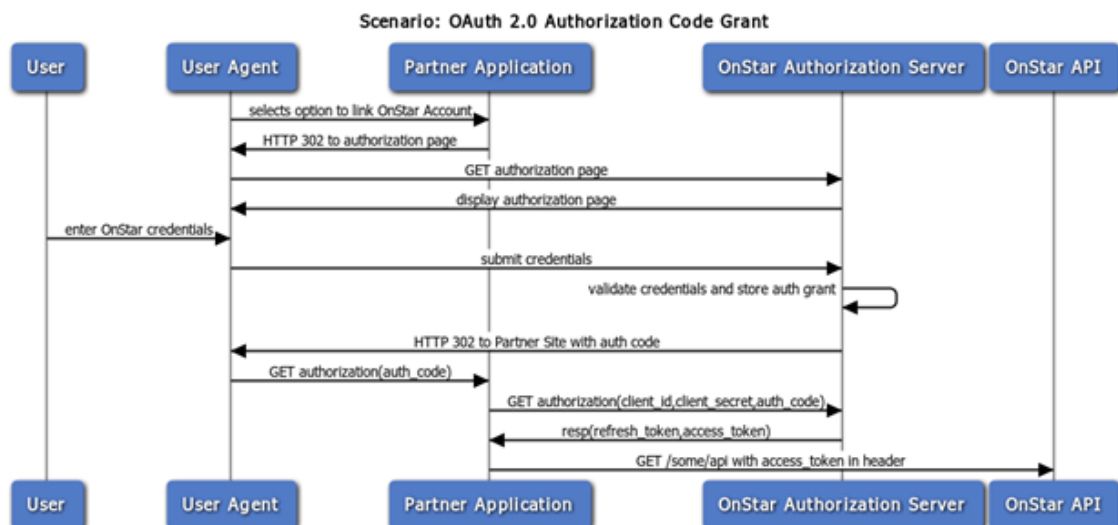 Scenario: OAuth 2.0 Authorization Code Grant
User
User Agent
Partner Application
OnStar Authorization Server
OnStar API
selects option to link OnStar Account
HTTP 302 to authorization page
GET authorization page
display authorization page
enter OnStar credentials
submit credentials
validate credentials and store auth grant
HTTP 302 to Partner Site with auth code
GET authorization(auth_code)
GET authorization(client_id,client_secret,auth_code)
resp(refresh_token,access_token)
GET /some/api with access_token in header
User
User Agent
Partner Application
OnStar Authorization Server
OnStar API